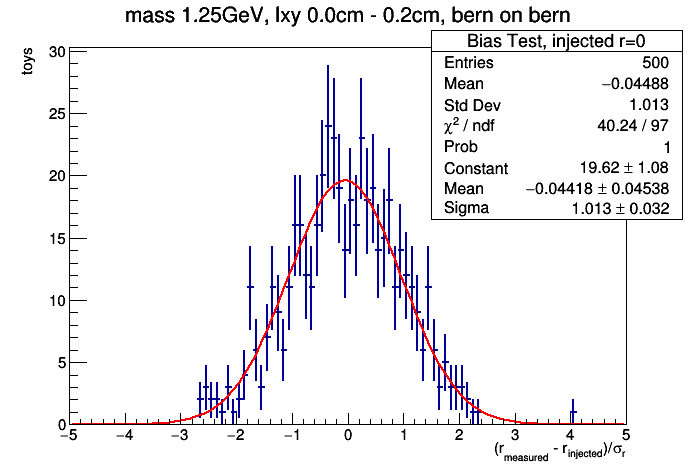 mass 1.25GeV, lxy 0.0cm - 0.2cm, bern on bern
toys
Bias Test, injected r=0
Entries 500
Mean −0.04488
Std Dev 1.013
χ² / ndf 40.24 / 97
Prob 1
Constant 19.62 ± 1.08
Mean −0.04418 ± 0.04538
Sigma 1.013 ± 0.032
30
25
20
15
10
5
0
−5 −4 −3 −2 −1 0 1 2 3 4 5
(r_measured - r_injected)/σ_r